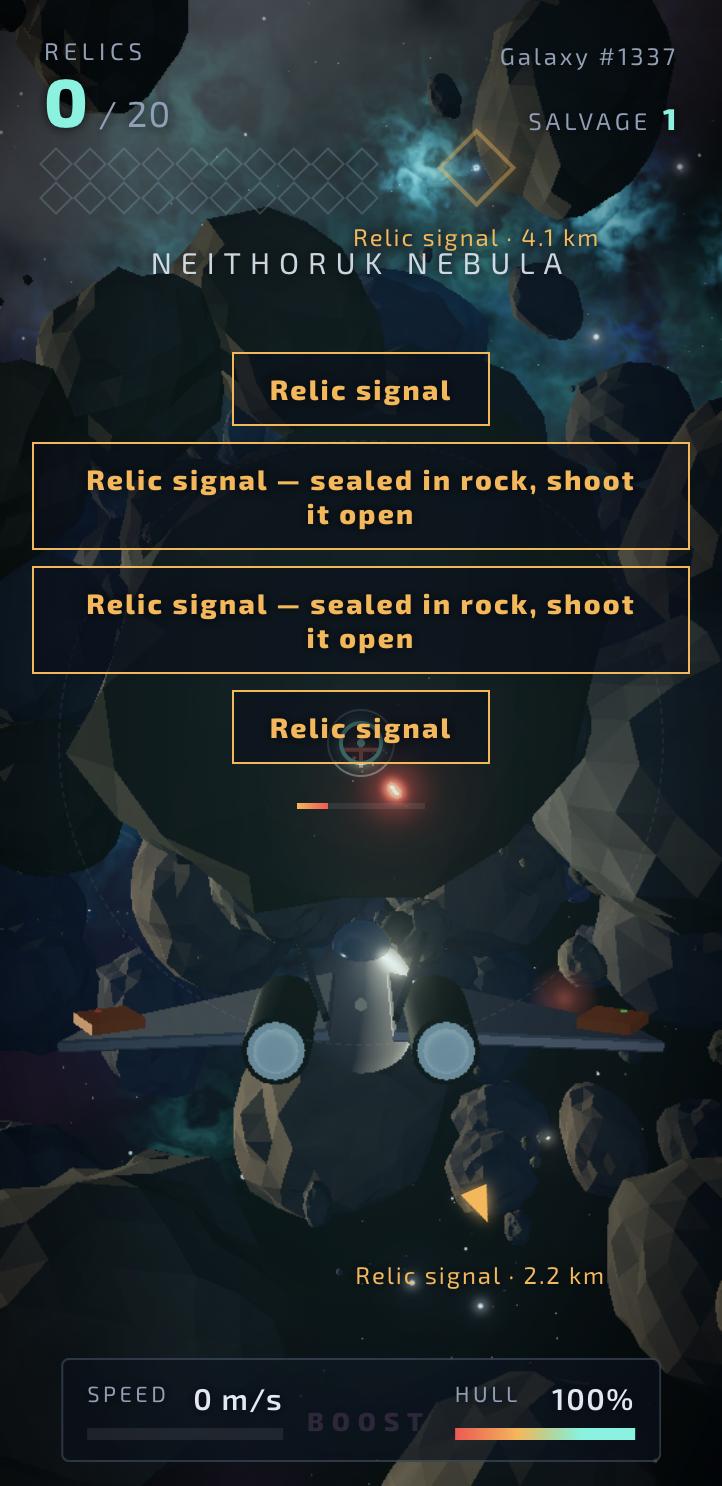 RELICS
Galaxy #1337
0 / 20
SALVAGE 1
Relic signal · 4.1 km
NEITHORUK NEBULA
Relic signal
Relic signal — sealed in rock, shoot
it open
Relic signal — sealed in rock, shoot
it open
Relic signal
Relic signal · 2.2 km
SPEED 0 m/s
BOOST
HULL 100%